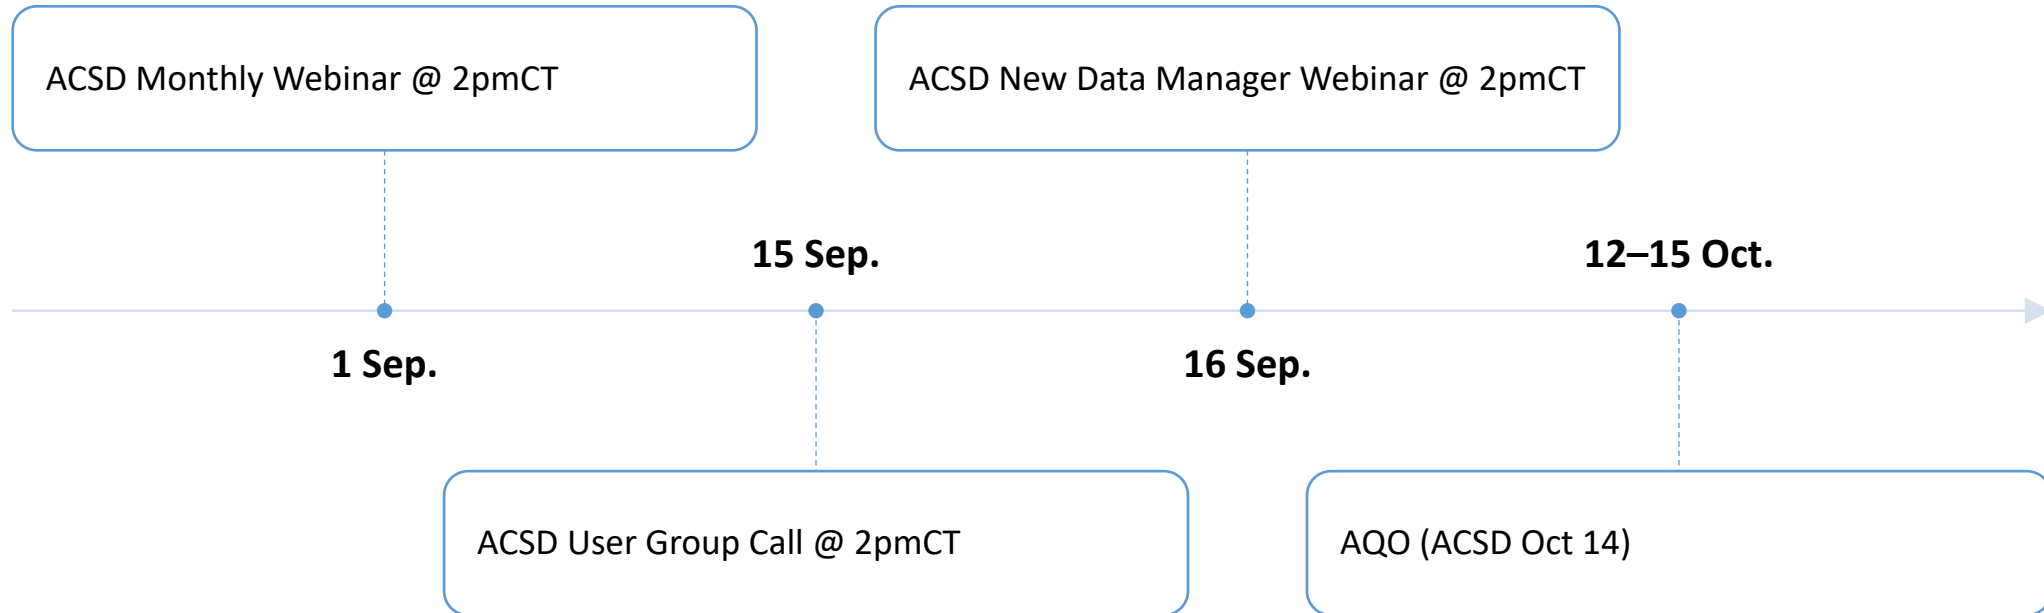 ACSD Monthly Webinar @ 2pmCT
ACSD New Data Manager Webinar @ 2pmCT
15 Sep.
12–15 Oct.
1 Sep.
16 Sep.
ACSD User Group Call @ 2pmCT
AQO (ACSD Oct 14)